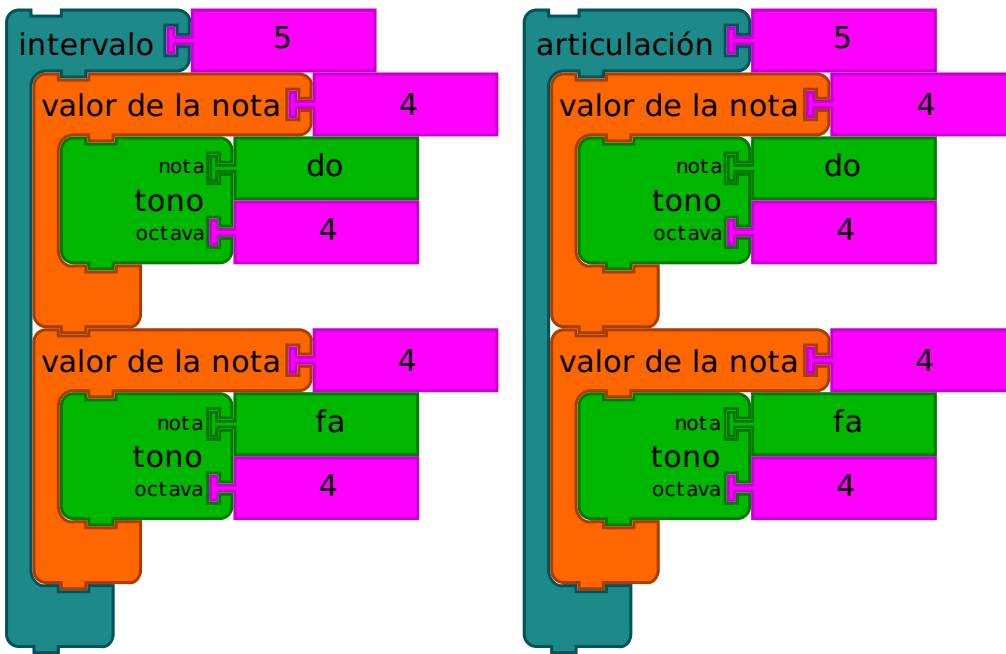 intervalo 5
valor de la nota 4
nota do
tono
octava 4
valor de la nota 4
nota fa
tono
octava 4
articulación 5
valor de la nota 4
nota do
tono
octava 4
valor de la nota 4
nota fa
tono
octava 4